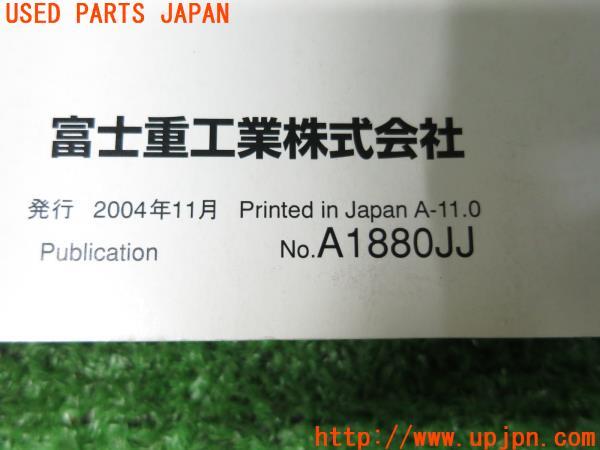 USED PARTS JAPAN
富士重工業株式会社
発行 2004年11月 Printed in Japan A-11.0
Publication No.A1880JJ
http://www.upjpn.com/